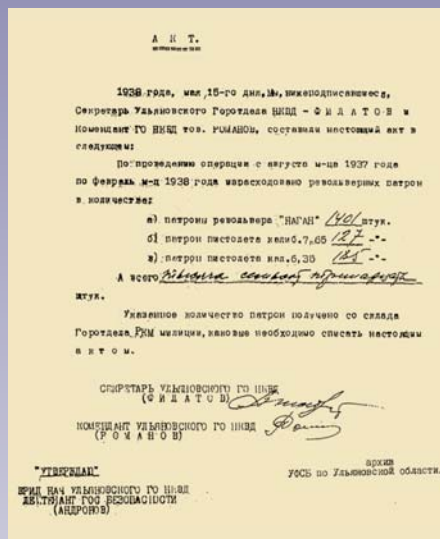 А К Т.
1938 года, мая, 15-го дня, Мы, нижеподписавшиеся,
Секретарь Ульяновского Горотдела НКВД - Ф И Л А Т О В и
Комендант ГО НКВД тов. РОМАНОВ, составили настоящий акт в
следующем:
По проведению операции с августа м-ца 1937 года
по февраль м-ц 1938 года израсходовано револьверных патрон
в количестве:
а) патроны револьвера "НАГАН" 1401 штук.
б) патрон пистолета калиб. 7,65 127 -"-
в) патрон пистолета кал. 6,35 -"-
А всего
штук.
Указанное количество патрон получено со склада
Горотдела РКМ милиции, каковые необходимо списать настоящим
а к т о м.
СЕКРЕТАРЬ УЛЬЯНОВСКОГО ГО НКВД
(Ф И Л А Т О В)
КОМЕНДАНТ УЛЬЯНОВСКОГО ГО НКВД
(Р О М А Н О В)
"УТВЕРЖДАЮ"
ВРИД НАЧ УЛЬЯНОВСКОГО ГО НКВД
ЛЕЙТЕНАНТ ГОС БЕЗОПАСНОСТИ
(АНДРОНОВ)
архив
УФСБ по Ульяновской области.